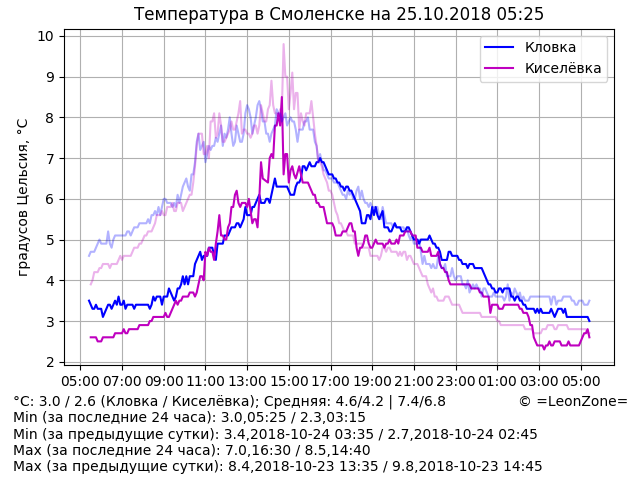 Температура в Смоленске на 25.10.2018 05:25
Кловка
Киселёвка
градусов Цельсия, °C
10
9
8
7
6
5
4
3
2
05:00 07:00 09:00 11:00 13:00 15:00 17:00 19:00 21:00 23:00 01:00 03:00 05:00
°C: 3.0 / 2.6 (Кловка / Киселёвка); Средняя: 4.6/4.2 | 7.4/6.8 © =LeonZone=
Min (за последние 24 часа): 3.0,05:25 / 2.3,03:15
Min (за предыдущие сутки): 3.4,2018-10-24 03:35 / 2.7,2018-10-24 02:45
Max (за последние 24 часа): 7.0,16:30 / 8.5,14:40
Max (за предыдущие сутки): 8.4,2018-10-23 13:35 / 9.8,2018-10-23 14:45